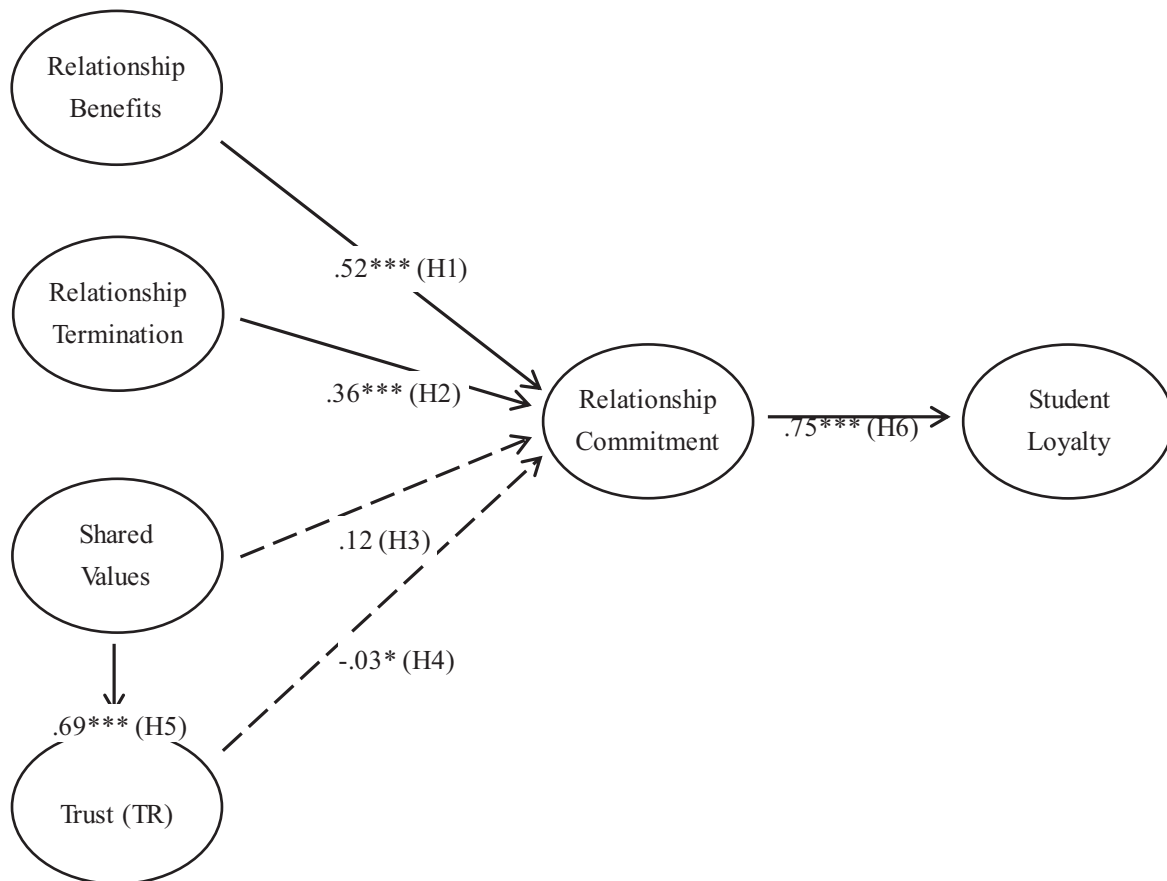 Relationship
Benefits
.52*** (H1)
Relationship
Termination
.36*** (H2)
Relationship
Commitment
.75*** (H6)
Student
Loyalty
Shared
Values
.12 (H3)
-.03* (H4)
.69*** (H5)
Trust (TR)